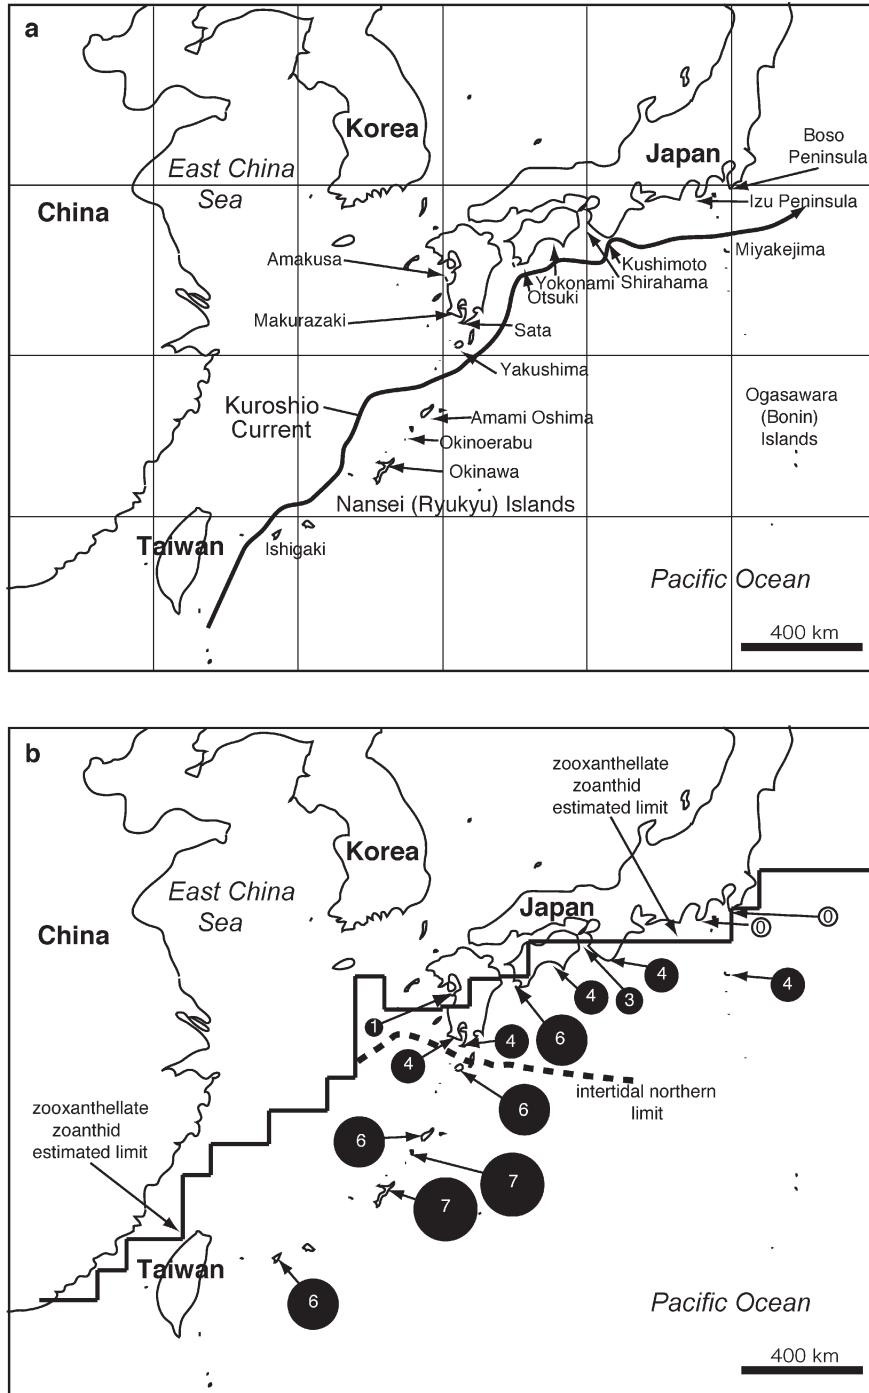 a
Korea
East China
Sea
China
Japan
Boso
Peninsula
Izu Peninsula
Miyakejima
Amakusa
Kushimoto
Yokonami
Shirahama
Otsuki
Makurazaki
Sata
Yakushima
Kuroshio
Current
Amami Oshima
Okinoerabu
Okinawa
Ogasawara
(Bonin)
Islands
Nansei (Ryukyu) Islands
Taiwan
Ishigaki
Pacific Ocean
400 km
b
zooxanthellate
zoanthid
estimated limit
Korea
East China
Sea
China
Japan
0
0
4
4
4
3
1
6
4
4
intertidal northern
limit
zooxanthellate
zoanthid
estimated limit
6
6
7
7
Taiwan
6
Pacific Ocean
400 km